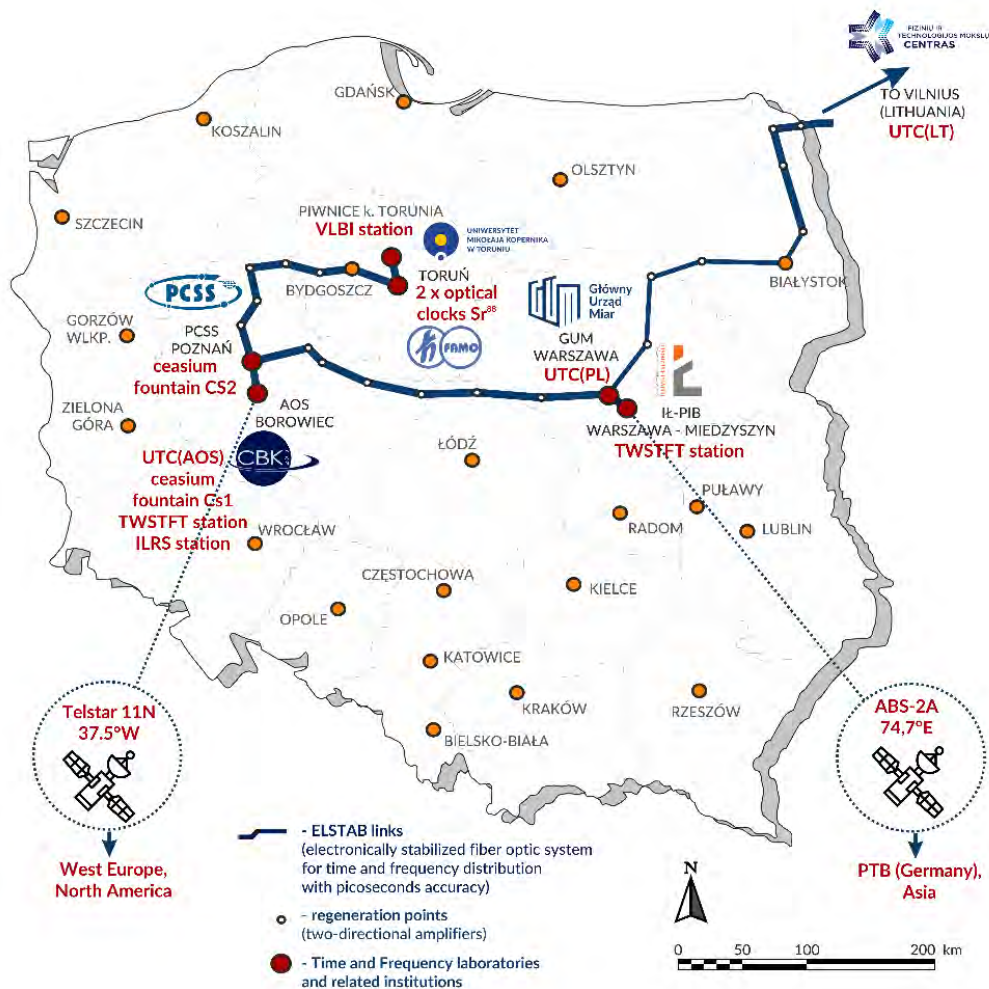 FIZINIŲ IR
TECHNOLOGIJOS MOKSLŲ
CENTRAS
TO VILNIUS
(LITHUANIA)
UTC(LT)
GDAŃSK
KOSZALIN
OLSZTYN
SZCZECIN
PIWNICE k. TORUNIA
VLBI station
UNIWERSYTET
MIKOŁAJA KOPERNIKA
W TORUNIU
TORUŃ
2 x optical
clocks Sr⁸⁸
FAMO
BYDGOSZCZ
PCSS
Główny
Urząd
Miar
BIAŁYSTOK
GORZÓW
WLKP.
PCSS
POZNAŃ
ceasium
fountain CS2
GUM
WARSZAWA
UTC(PL)
IŁ-PIB
WARSZAWA - MIEDZYSZYN
TWSTFT station
ZIELONA
GÓRA
AOS
BOROWIEC
CBK
UTC(AOS)
ceasium
fountain Cs1
TWSTFT station
ILRS station
ŁÓDŹ
PUŁAWY
RADOM
LUBLIN
WROCŁAW
CZĘSTOCHOWA
KIELCE
OPOLE
KATOWICE
KRAKÓW
RZESZÓW
BIELSKO-BIAŁA
Telstar 11N
37.5°W
West Europe,
North America
ABS-2A
74,7°E
PTB (Germany),
Asia
- ELSTAB links
(electronically stabilized fiber optic system
for time and frequency distribution
with picoseconds accuracy)
- regeneration points
(two-directional amplifiers)
- Time and Frequency laboratories
and related institutions
N
0 50 100 200 km